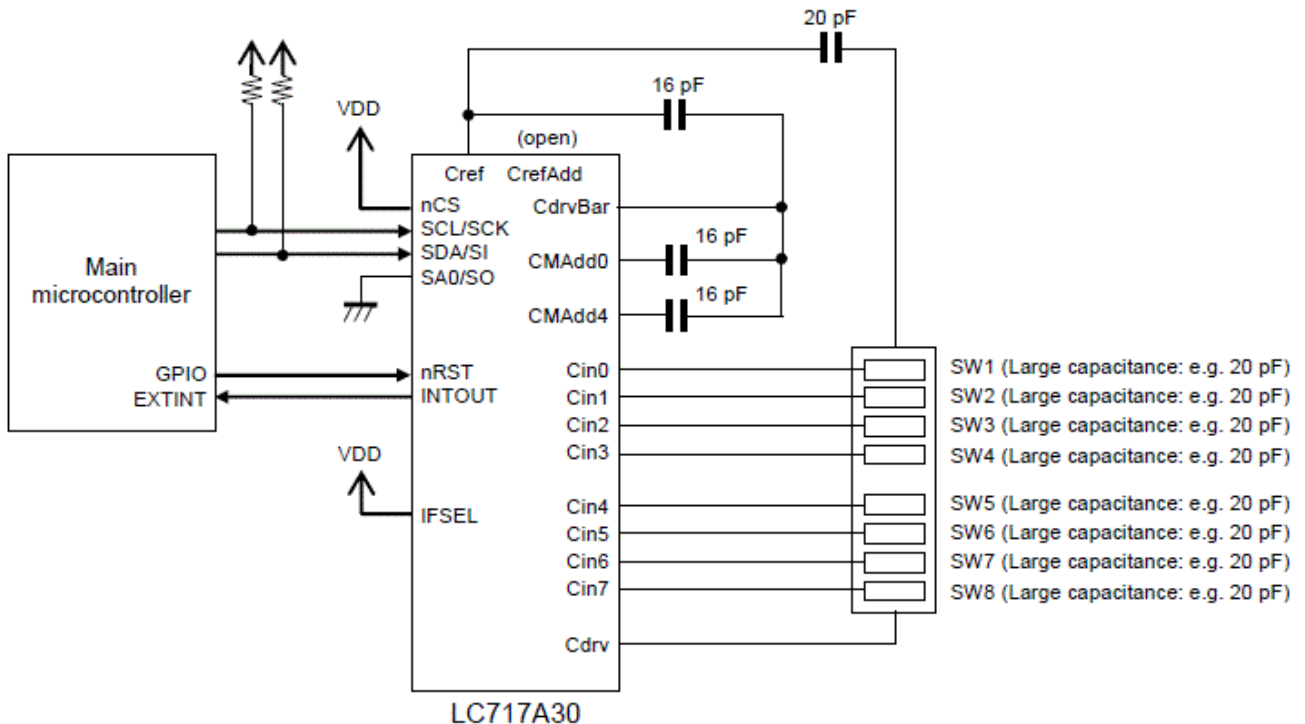 20 pF
16 pF
VDD
(open)
Cref CrefAdd
nCS
CdrvBar
SCL/SCK
SDA/SI
16 pF
CMAdd0
SA0/SO
Main
microcontroller
16 pF
CMAdd4
GPIO
nRST
Cin0
SW1 (Large capacitance: e.g. 20 pF)
EXTINT
INTOUT
Cin1
SW2 (Large capacitance: e.g. 20 pF)
Cin2
SW3 (Large capacitance: e.g. 20 pF)
VDD
Cin3
SW4 (Large capacitance: e.g. 20 pF)
IFSEL
Cin4
SW5 (Large capacitance: e.g. 20 pF)
Cin5
SW6 (Large capacitance: e.g. 20 pF)
Cin6
SW7 (Large capacitance: e.g. 20 pF)
Cin7
SW8 (Large capacitance: e.g. 20 pF)
Cdrv
LC717A30